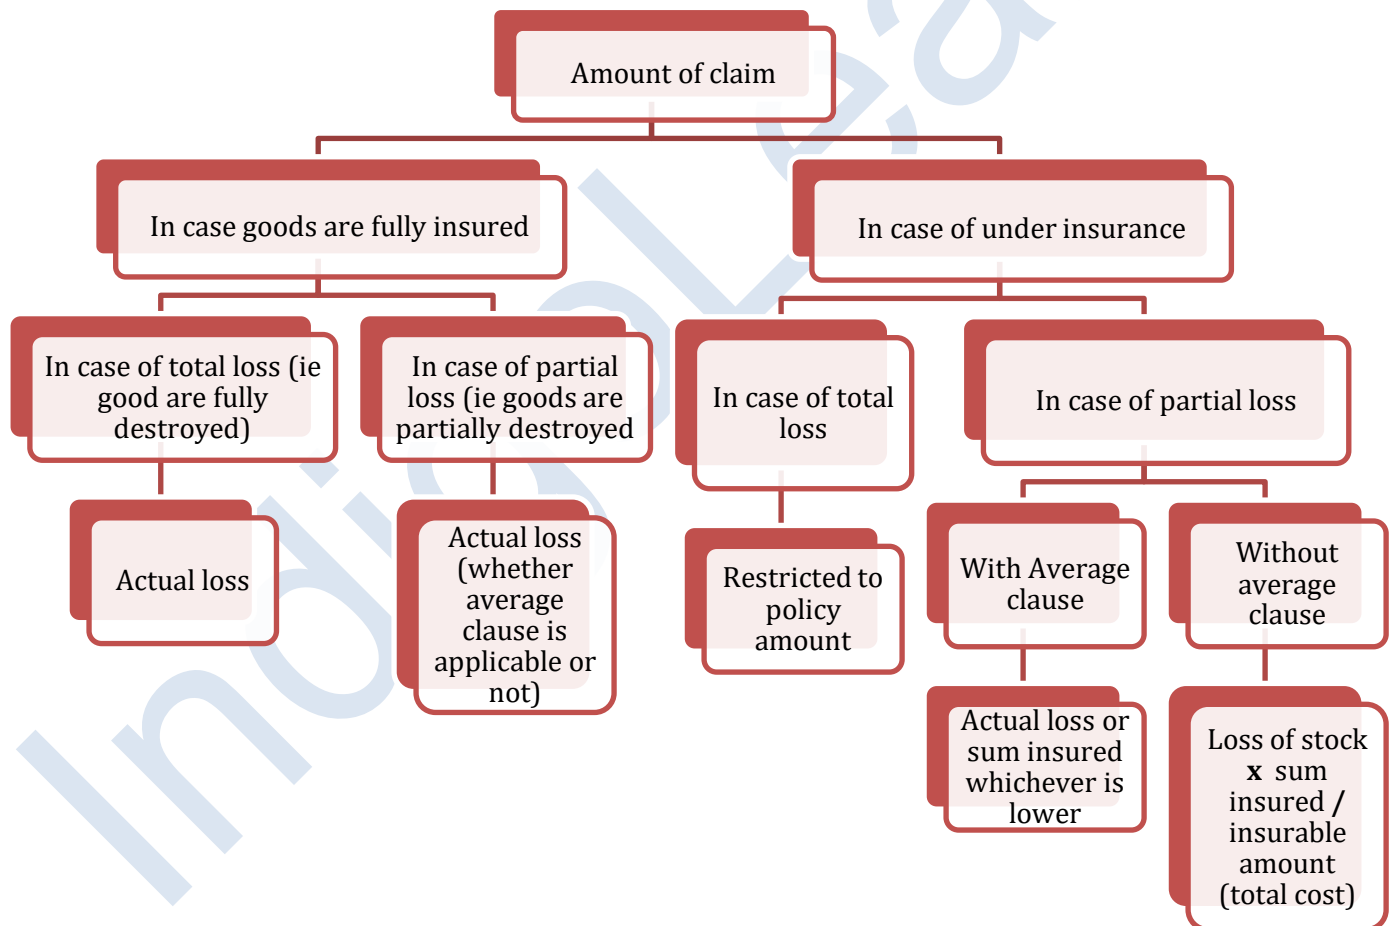 Amount of claim
In case goods are fully insured
In case of under insurance
In case of total loss (ie
good are fully
destroyed)
In case of partial
loss (ie goods are
partially destroyed
In case of total
loss
In case of partial loss
Actual loss
Actual loss
(whether
average
clause is
applicable or
not)
Restricted to
policy
amount
With Average
clause
Without
average
clause
Actual loss or
sum insured
whichever is
lower
Loss of stock
x sum
insured /
insurable
amount
(total cost)